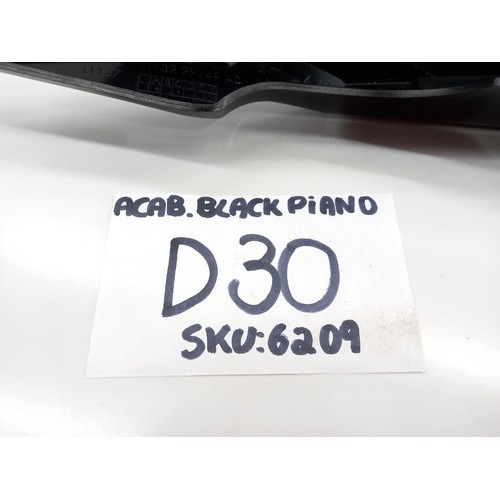 ACAB. BLACK PiANO
D30
SKU:6209